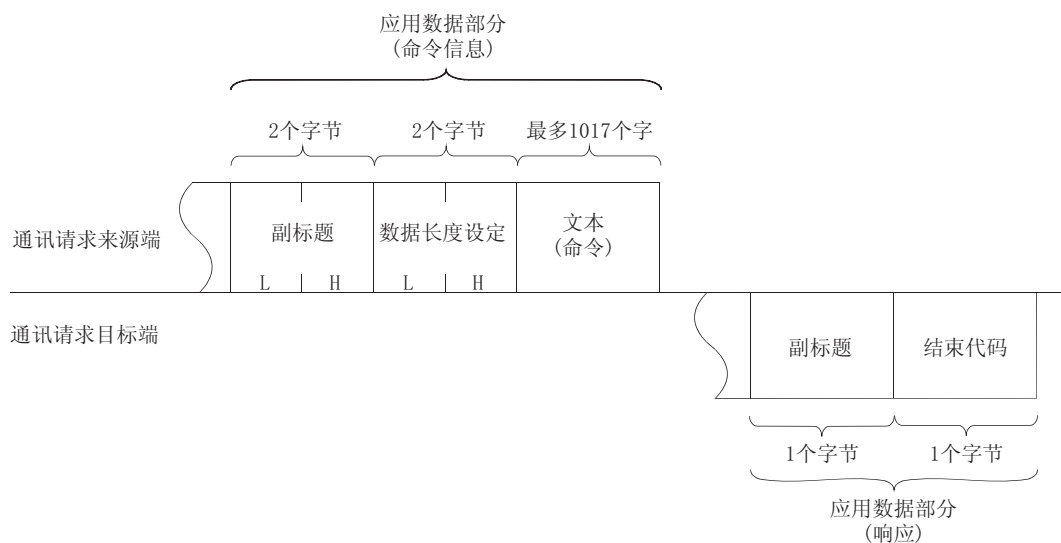 应用数据部分
(命令信息)
2个字节 2个字节 最多1017个字
通讯请求来源端
副标题 数据长度设定 文本
(命令)
L H L H
通讯请求目标端
副标题 结束代码
1个字节 1个字节
应用数据部分
(响应)